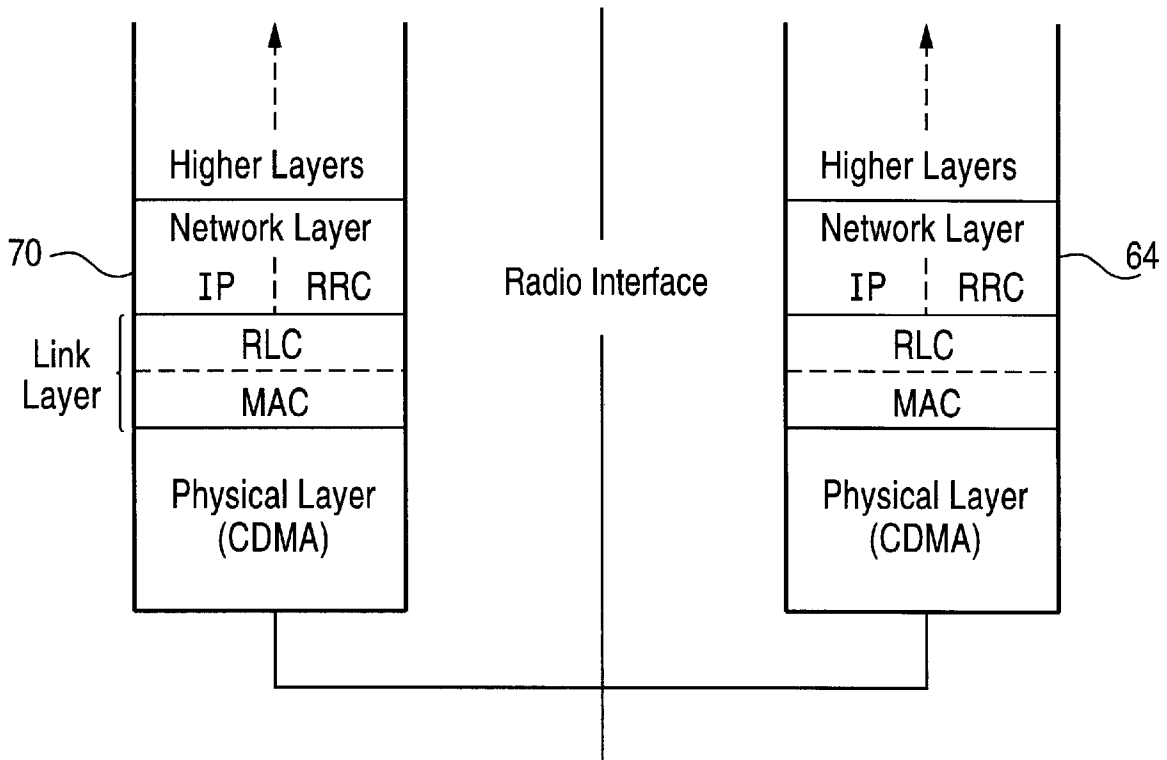 Higher Layers
Network Layer
IP RRC
70
Link
Layer
RLC
MAC
Physical Layer
(CDMA)
Radio Interface
Higher Layers
Network Layer
IP RRC
64
RLC
MAC
Physical Layer
(CDMA)